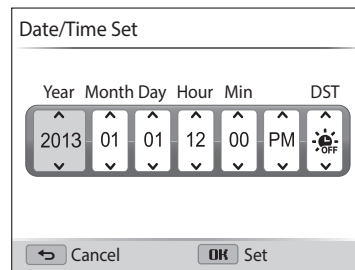 Date/Time Set
Year Month Day Hour Min DST
2013 01 01 12 00 PM OFF
Cancel OK Set